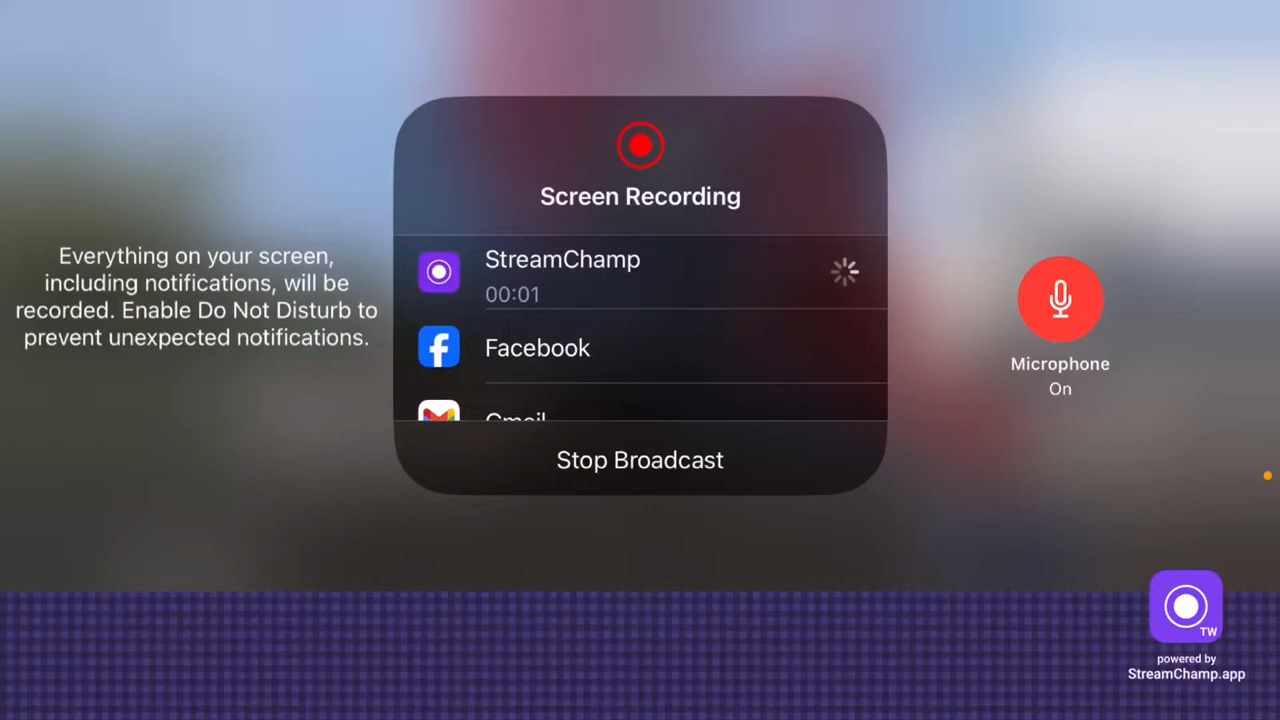 Everything on your screen,
including notifications, will be
recorded. Enable Do Not Disturb to
prevent unexpected notifications.
Screen Recording
StreamChamp
00:01
Facebook
Gmail
Stop Broadcast
Microphone
On
TW
powered by
StreamChamp.app